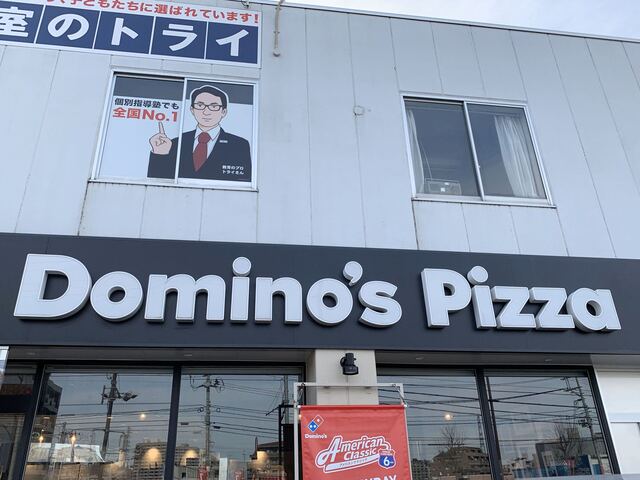 子どもたちに選ばれています!
室のトライ
個別指導塾でも
全国No.1
教育のプロ
トライさん
Domino's Pizza
Domino's
American
Classic
6